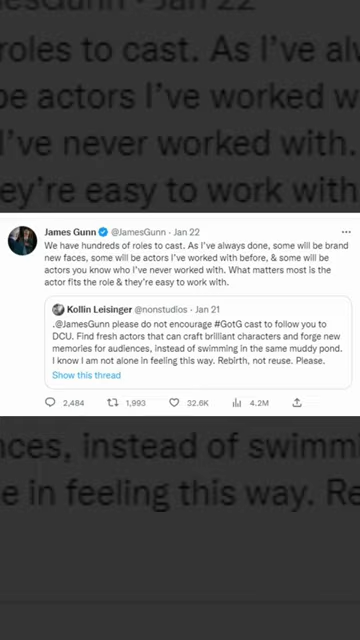 esGunn · Jan 22
roles to cast. As I've alw
be actors I've worked w
I've never worked with.
ey're easy to work with
James Gunn @JamesGunn · Jan 22
We have hundreds of roles to cast. As I've always done, some will be brand
new faces, some will be actors I've worked with before, & some will be
actors you know who I've never worked with. What matters most is the
actor fits the role & they're easy to work with.
Kollin Leisinger @nonstudios · Jan 21
.@JamesGunn please do not encourage #GotG cast to follow you to
DCU. Find fresh actors that can craft brilliant characters and forge new
memories for audiences, instead of swimming in the same muddy pond.
I know I am not alone in feeling this way. Rebirth, not reuse. Please.
Show this thread
2,484 1,993 32.6K 4.2M
nces, instead of swimmi
e in feeling this way. Re